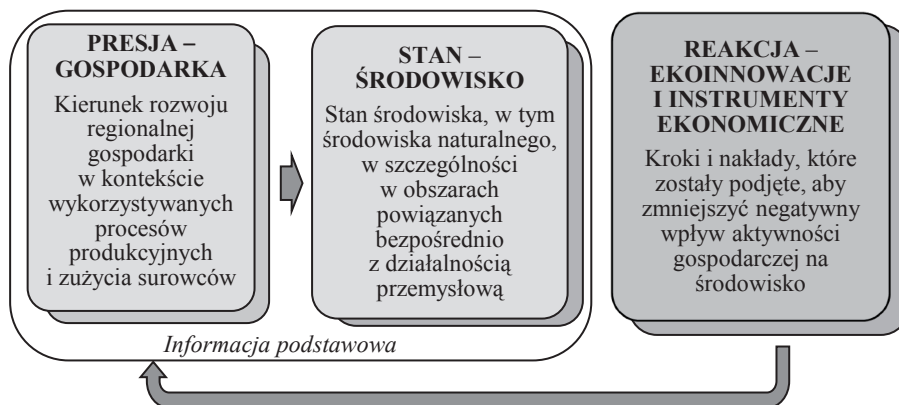 PRESJA –
GOSPODARKA
Kierunek rozwoju
regionalnej
gospodarki
w kontekście
wykorzystywanych
procesów
produkcyjnych
i zużycia surowców
STAN –
ŚRODOWISKO
Stan środowiska, w tym
środowiska naturalnego,
w szczególności
w obszarach
powiązanych
bezpośrednio
z działalnością
przemysłową
REAKCJA –
EKOINNOWACJE
I INSTRUMENTY
EKONOMICZNE
Kroki i nakłady, które
zostały podjęte, aby
zmniejszyć negatywny
wpływ aktywności
gospodarczej na
środowisko
Informacja podstawowa